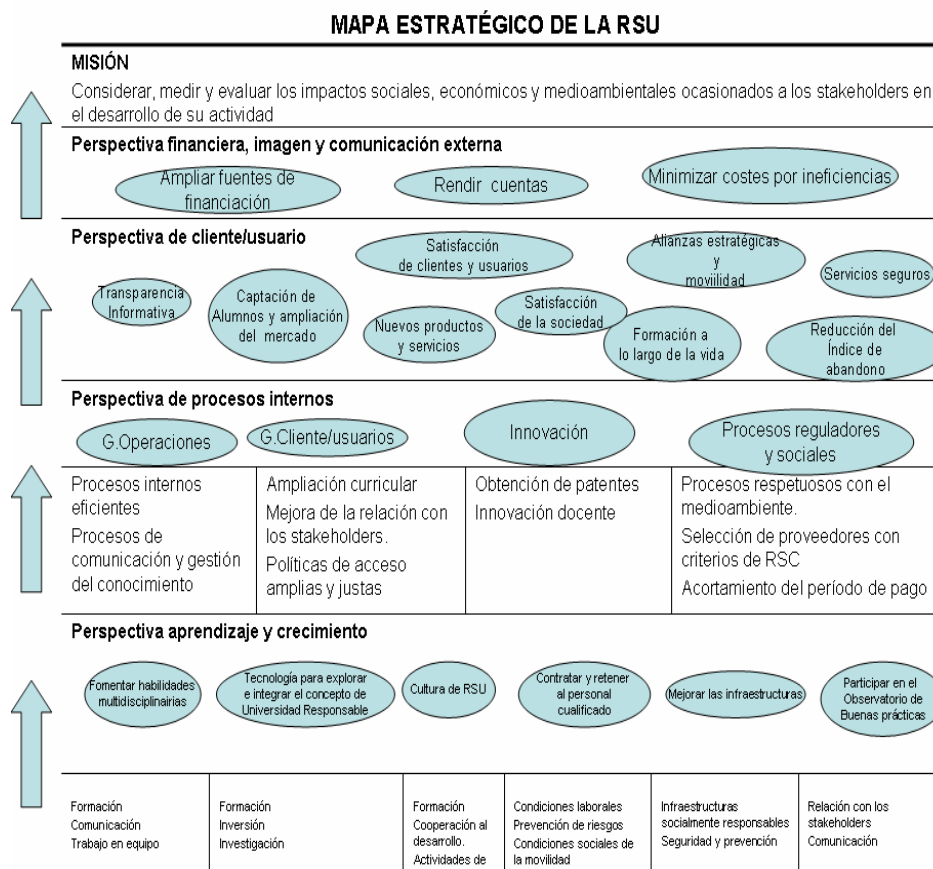 MAPA ESTRATÉGICO DE LA RSU
MISIÓN
Considerar, medir y evaluar los impactos sociales, económicos y medioambientales ocasionados a los stakeholders en
el desarrollo de su actividad
Perspectiva financiera, imagen y comunicación externa
Ampliar fuentes de
financiación
Rendir cuentas
Minimizar costes por ineficiencias
Perspectiva de cliente/usuario
Satisfacción
de clientes y usuarios
Alianzas estratégicas
y
moviilidad
Servicios seguros
Transparencia
Informativa
Captación de
Alumnos y ampliación
del mercado
Nuevos productos
y servicios
Satisfacción
de la sociedad
Formación a
lo largo de la vida
Reducción del
Índice de
abandono
Perspectiva de procesos internos
G.Operaciones
G.Cliente/usuarios
Innovación
Procesos reguladores
y sociales
Procesos internos
eficientes
Procesos de
comunicación y gestión
del conocimiento
Ampliación curricular
Mejora de la relación con
los stakeholders.
Políticas de acceso
amplias y justas
Obtención de patentes
Innovación docente
Procesos respetuosos con el
medioambiente.
Selección de proveedores con
criterios de RSC
Acortamiento del período de pago
Perspectiva aprendizaje y crecimiento
Fomentar habilidades
multidisciplinairias
Tecnología para explorar
e integrar el concepto de
Universidad Responsable
Cultura de RSU
Contratar y retener
al personal
cualificado
Mejorar las infraestructuras
Participar en el
Observatorio de
Buenas prácticas
Formación
Comunicación
Trabajo en equipo
Formación
Inversión
Investigación
Formación
Cooperación al
desarrollo.
Actividades de
Condiciones laborales
Prevención de riesgos
Condiciones sociales de
la movilidad
Infraestructuras
socialmente responsables
Seguridad y prevención
Relación con los
stakeholders
Comunicación